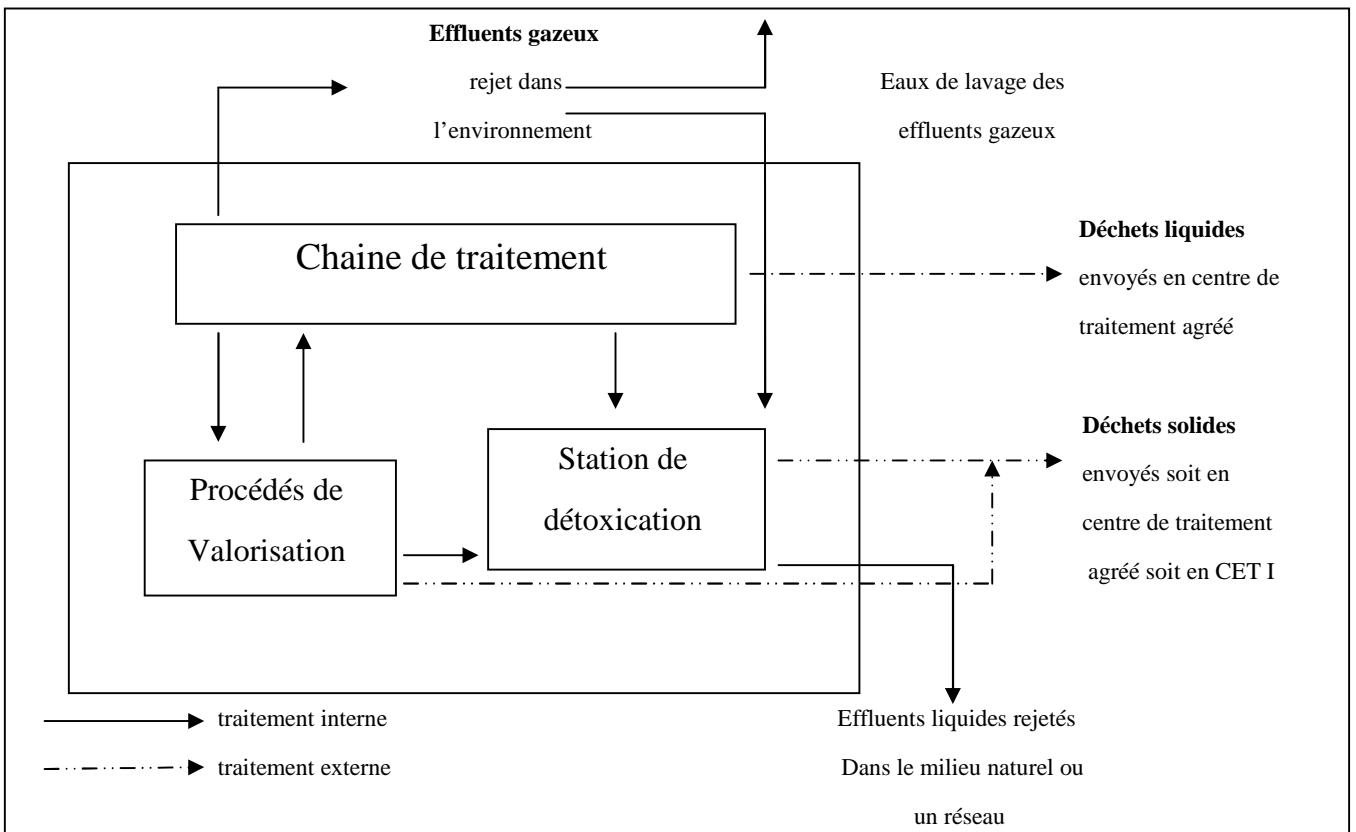 Effluents gazeux
rejet dans
l'environnement
Eaux de lavage des
effluents gazeux
Chaine de traitement
Déchets liquides
envoyés en centre de
traitement agréé
Procédés de
Valorisation
Station de
détoxication
Déchets solides
envoyés soit en
centre de traitement
agréé soit en CET I
traitement interne
traitement externe
Effluents liquides rejetés
Dans le milieu naturel ou
un réseau